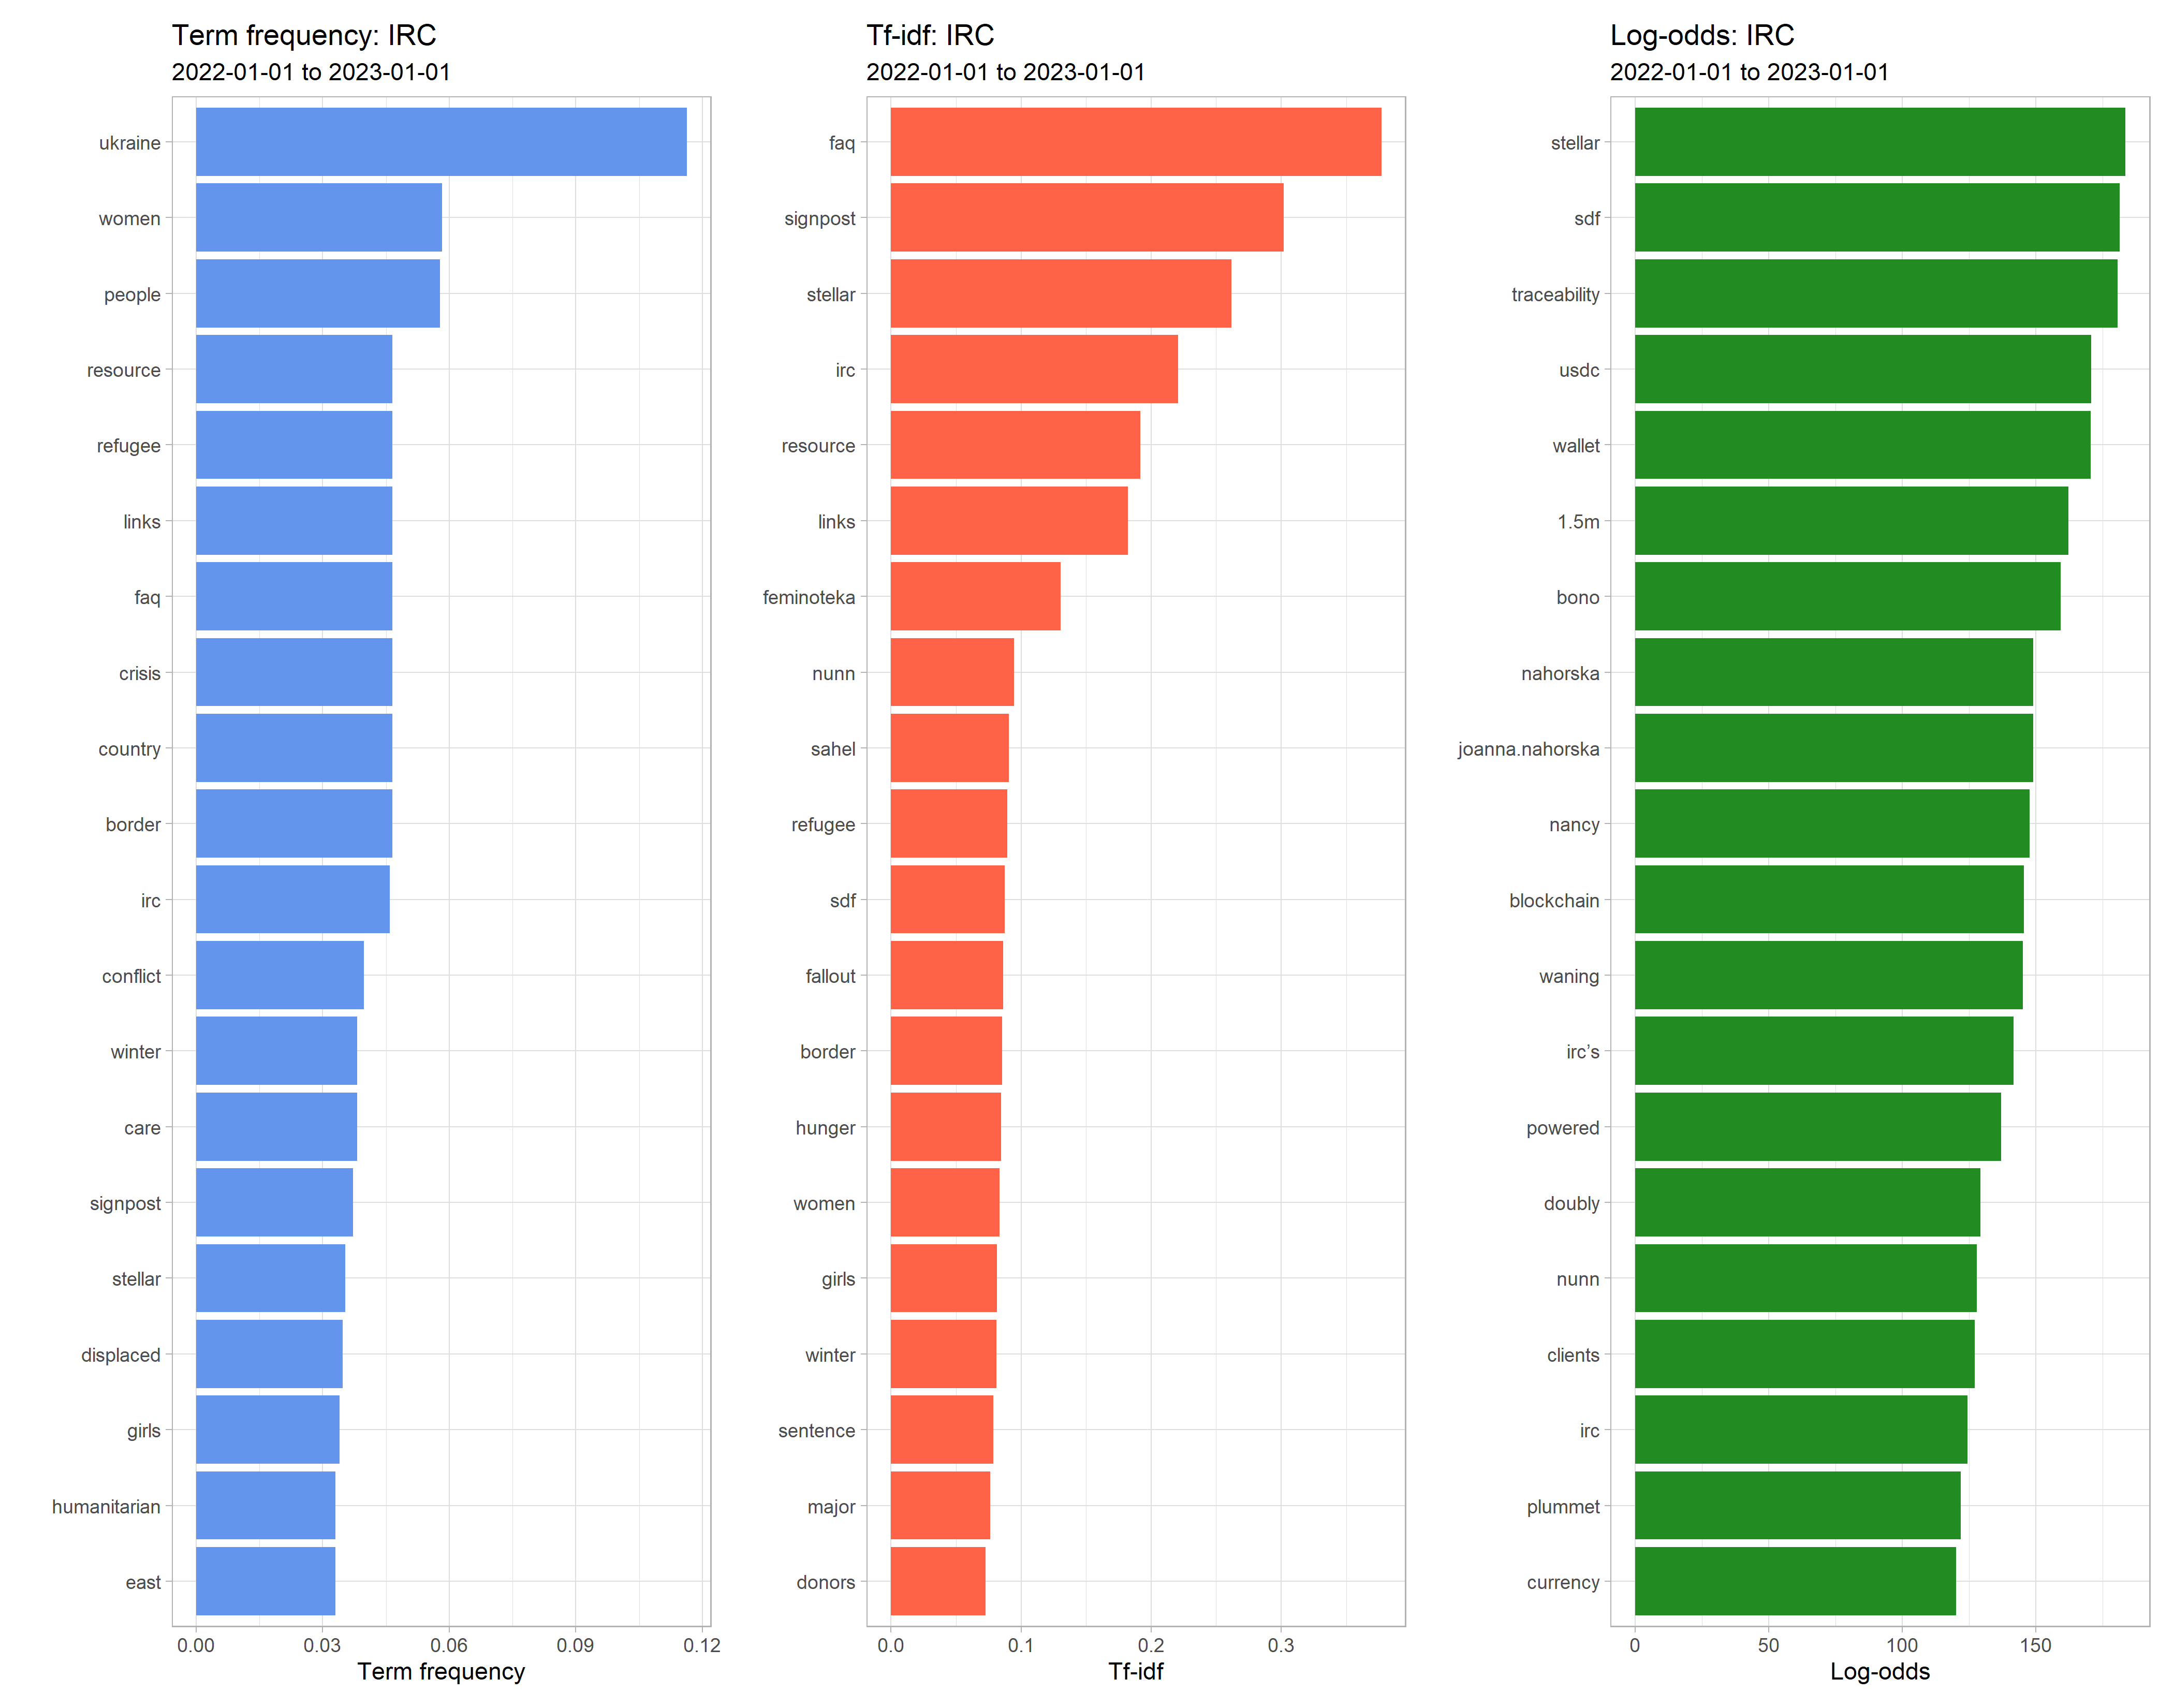 Term frequency: IRC
2022-01-01 to 2023-01-01
ukraine
women
people
resource
refugee
links
faq
crisis
country
border
irc
conflict
winter
care
signpost
stellar
displaced
girls
humanitarian
east
0.00 0.03 0.06 0.09 0.12
Term frequency
Tf-idf: IRC
2022-01-01 to 2023-01-01
faq
signpost
stellar
irc
resource
links
feminoteka
nunn
sahel
refugee
sdf
fallout
border
hunger
women
girls
winter
sentence
major
donors
0.0 0.1 0.2 0.3
Tf-idf
Log-odds: IRC
2022-01-01 to 2023-01-01
stellar
sdf
traceability
usdc
wallet
1.5m
bono
nahorska
joanna.nahorska
nancy
blockchain
waning
irc’s
powered
doubly
nunn
clients
irc
plummet
currency
0 50 100 150
Log-odds